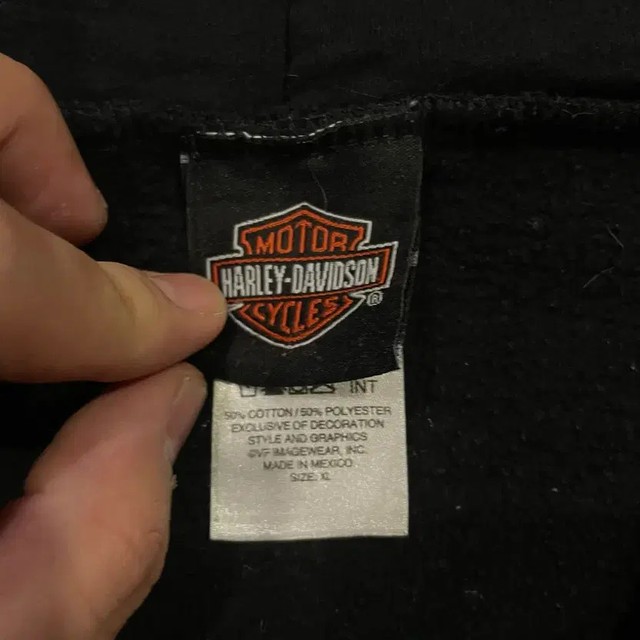 MOTOR
HARLEY-DAVIDSON
CYCLES
®
INT
50% COTTON / 50% POLYESTER
EXCLUSIVE OF DECORATION
STYLE AND GRAPHICS
©VF IMAGEWEAR, INC.
MADE IN MEXICO
SIZE: XL